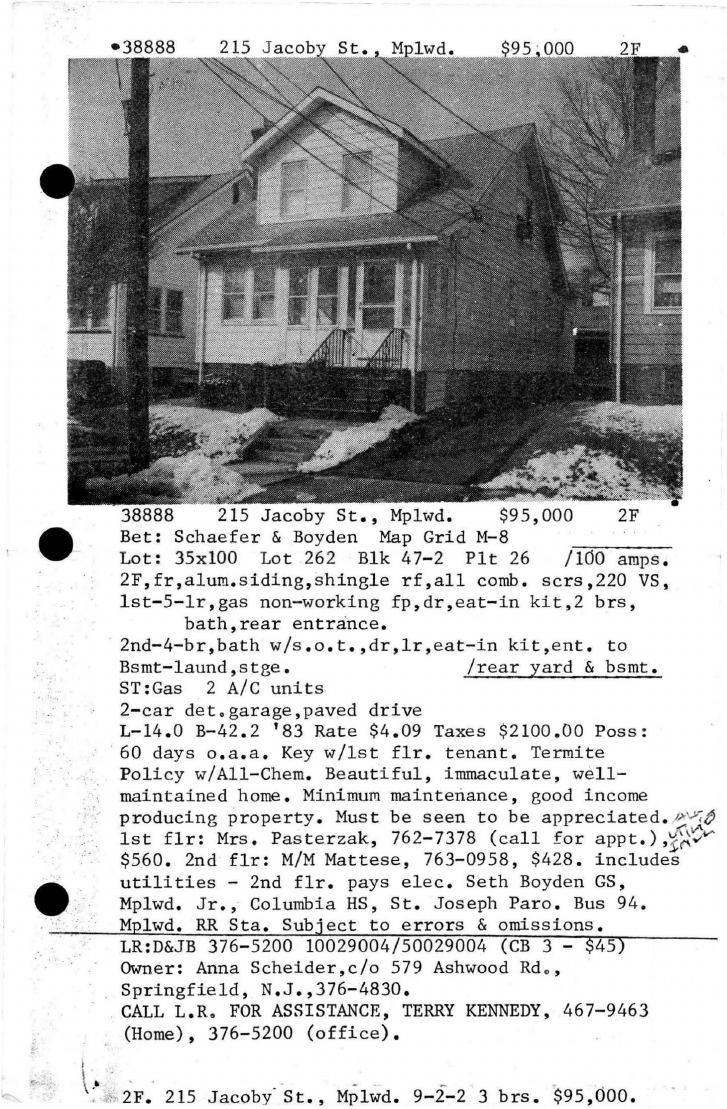 •38888 215 Jacoby St., Mplwd. $95,000 2F
38888 215 Jacoby St., Mplwd. $95,000 2F
Bet: Schaefer & Boyden Map Grid M-8
Lot: 35x100 Lot 262 Blk 47-2 Plt 26 /100 amps.
2F,fr,alum.siding,shingle rf,all comb. scrs,220 VS,
1st-5-lr,gas non-working fp,dr,eat-in kit,2 brs,
bath,rear entrance.
2nd-4-br,bath w/s.o.t.,dr,lr,eat-in kit,ent. to
Bsmt-laund,stge. /rear yard & bsmt.
ST:Gas 2 A/C units
2-car det.garage,paved drive
L-14.0 B-42.2 '83 Rate $4.09 Taxes $2100.00 Poss:
60 days o.a.a. Key w/1st flr. tenant. Termite
Policy w/All-Chem. Beautiful, immaculate, well-
maintained home. Minimum maintenance, good income
producing property. Must be seen to be appreciated.
1st flr: Mrs. Pasterzak, 762-7378 (call for appt.),
$560. 2nd flr: M/M Mattese, 763-0958, $428. includes
utilities - 2nd flr. pays elec. Seth Boyden GS,
Mplwd. Jr., Columbia HS, St. Joseph Paro. Bus 94.
Mplwd. RR Sta. Subject to errors & omissions.
LR:D&JB 376-5200 10029004/50029004 (CB 3 - $45)
Owner: Anna Scheider,c/o 579 Ashwood Rd.,
Springfield, N.J.,376-4830.
CALL L.R. FOR ASSISTANCE, TERRY KENNEDY, 467-9463
(Home), 376-5200 (office).
2F. 215 Jacoby St., Mplwd. 9-2-2 3 brs. $95,000.